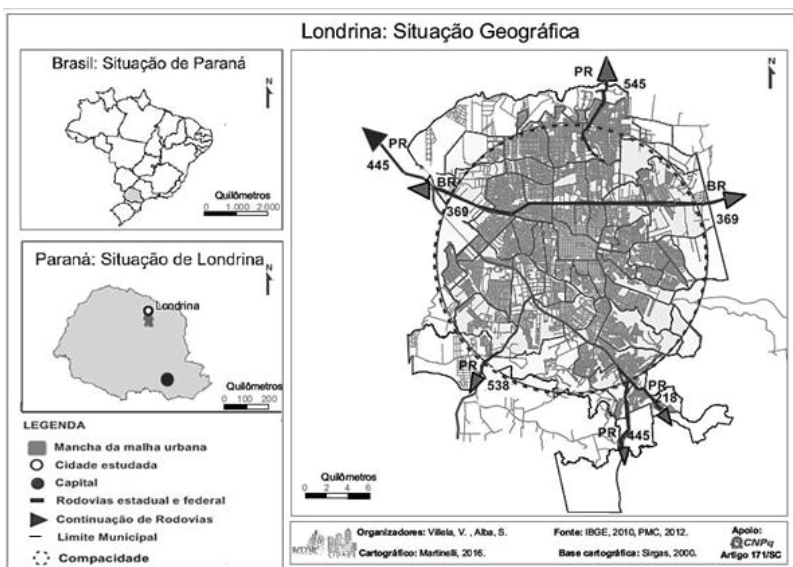 Londrina: Situação Geográfica
Brasil: Situação de Paraná
N
Quilômetros
0 1.000 2.000
Paraná: Situação de Londrina
N
Londrina
Quilômetros
0 100 200
LEGENDA
Mancha da malha urbana
Cidade estudada
Capital
Rodovias estadual e federal
Continuação de Rodovias
Limite Municipal
Compacidade
N
PR
545
PR
445
BR
369
BR
369
PR
538
PR
218
PR
445
Quilômetros
0 2 4 6
CIDADE
Organizadores: Villela, V. , Alba, S.
Fonte: IBGE, 2010, PMC, 2012.
Apoio:
CNPq
Cartográfico: Martinelli, 2016.
Base cartográfica: Sirgas, 2000.
Artigo 171/SC